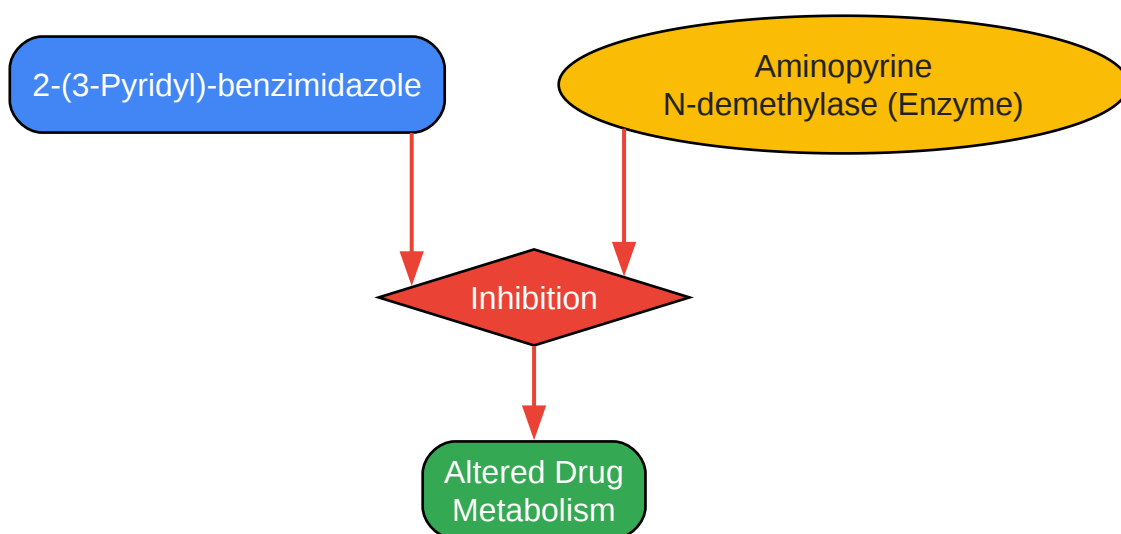 2-(3-Pyridyl)-benzimidazole
Aminopyrine
N-demethylase (Enzyme)
Inhibition
Altered Drug
Metabolism